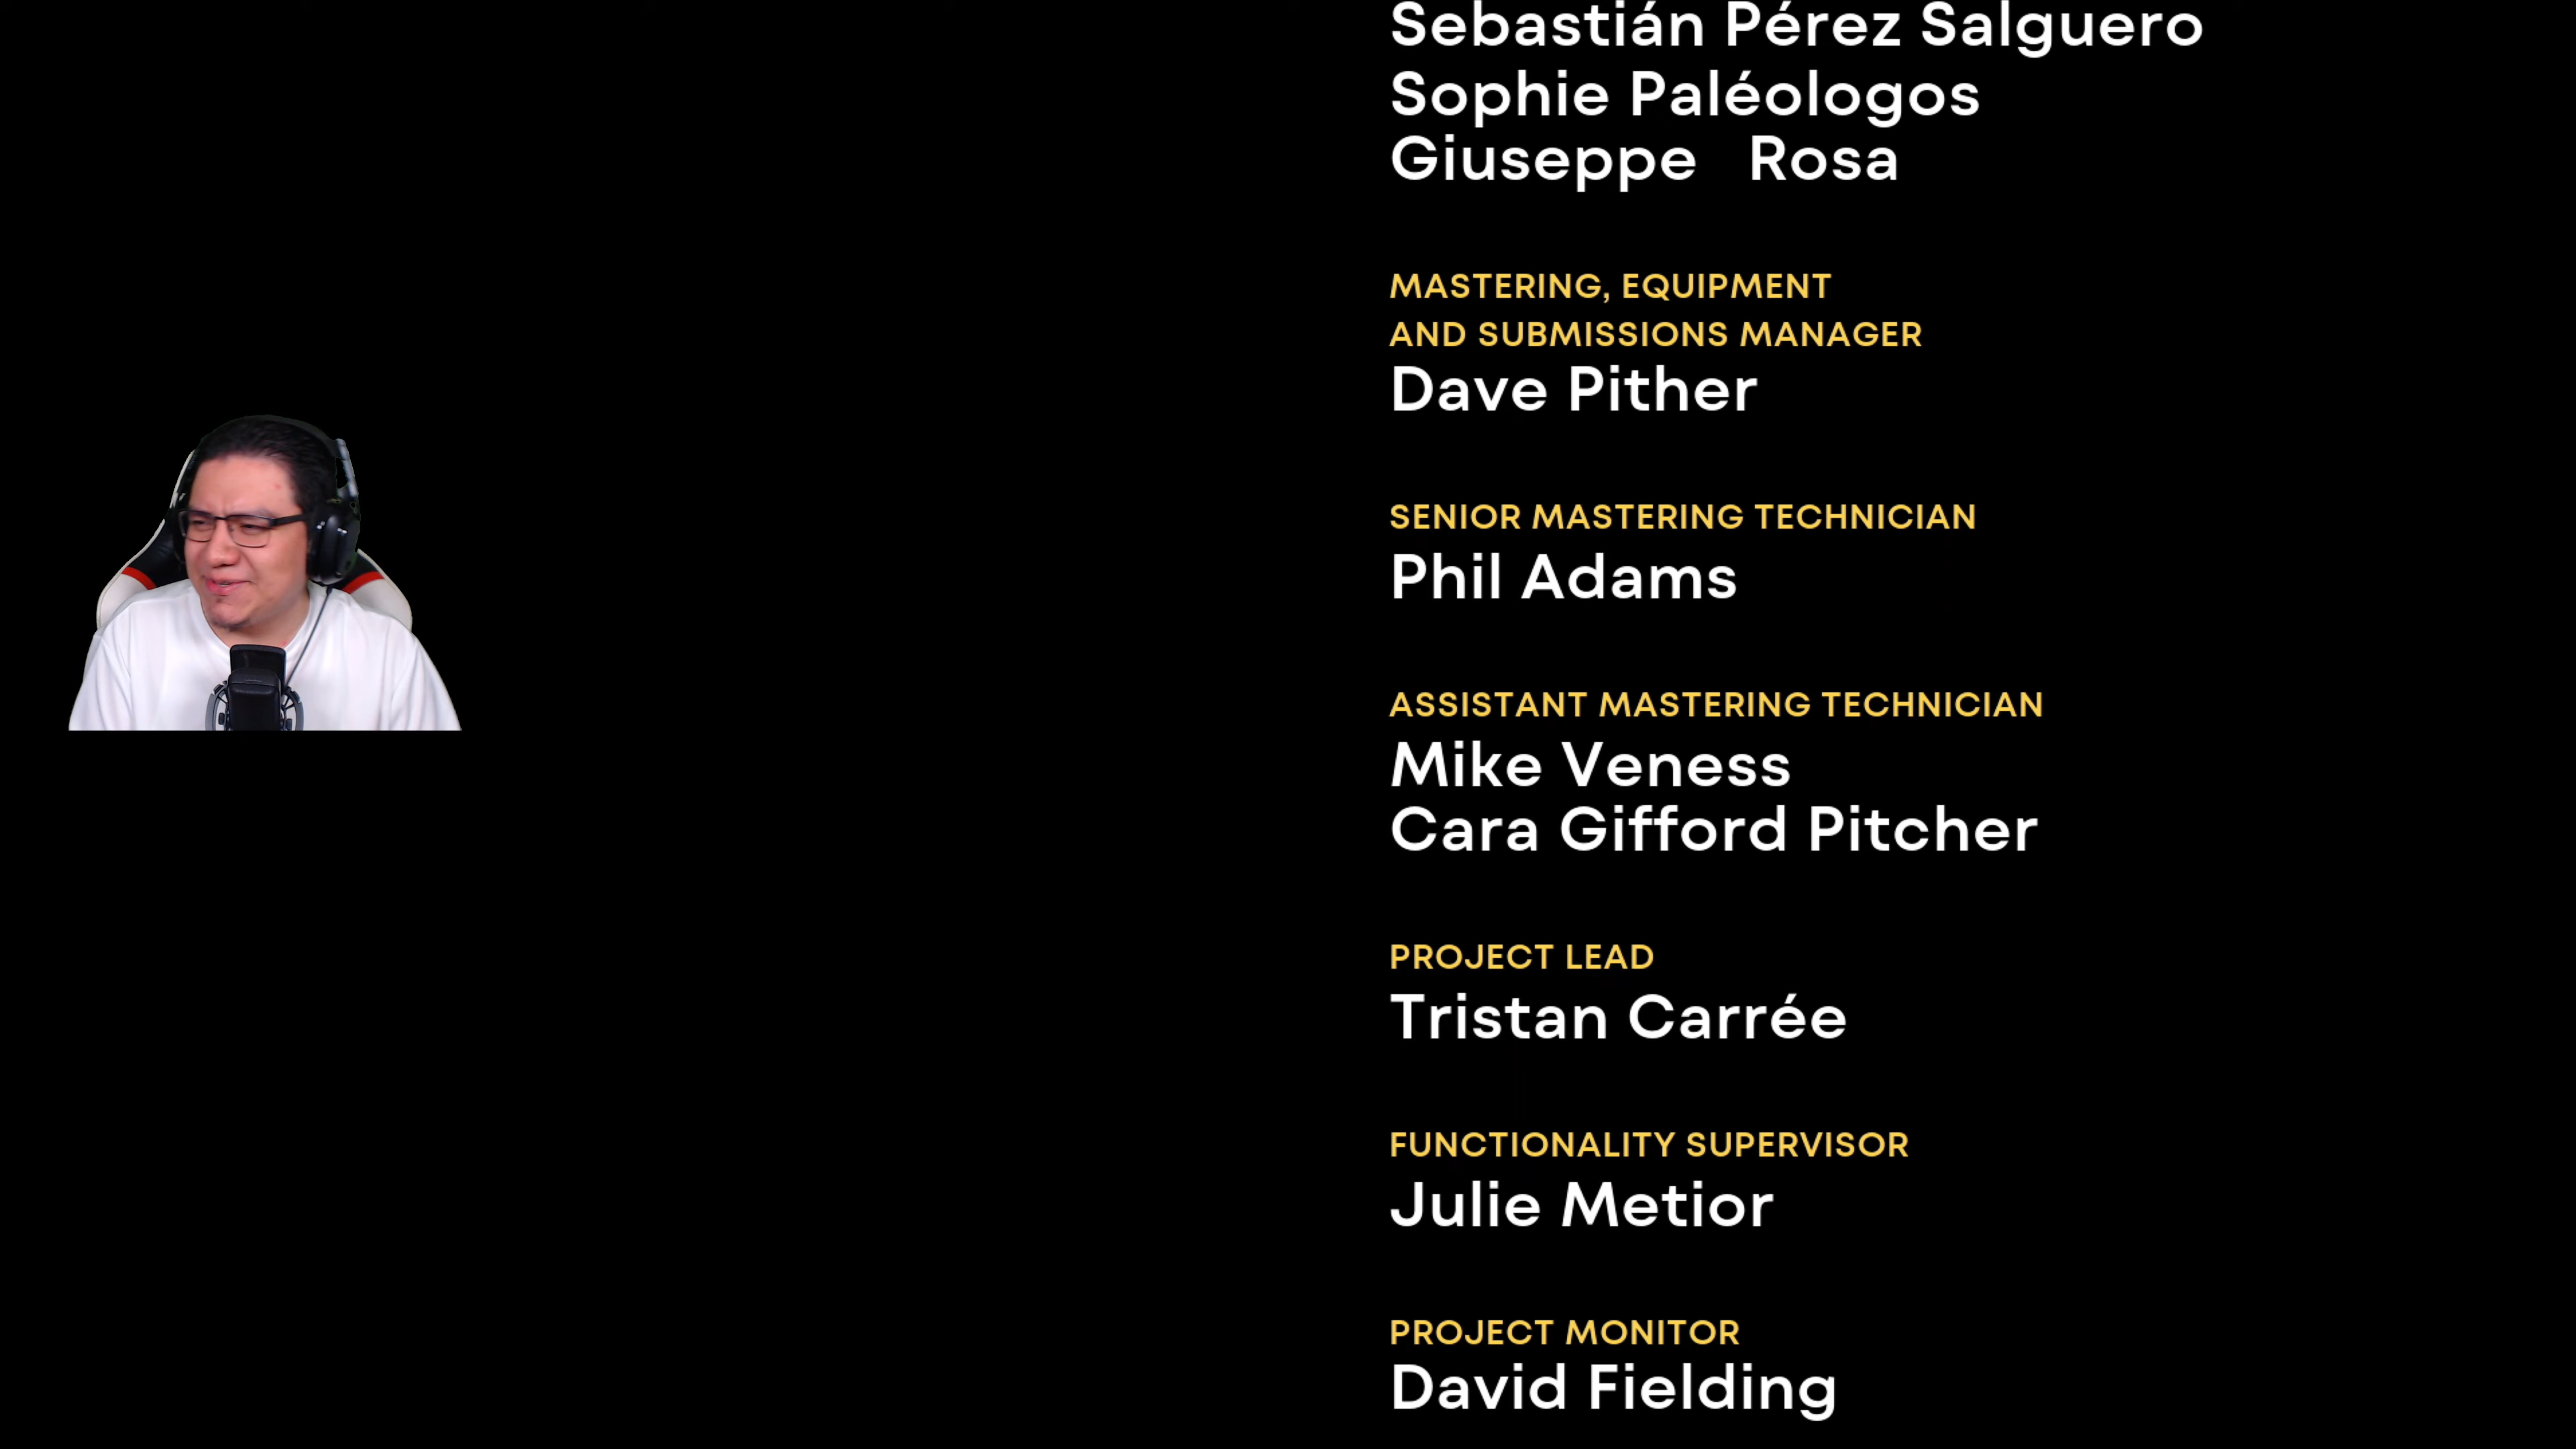 Sebastián Pérez Salguero
Sophie Paléologos
Giuseppe Rosa
MASTERING, EQUIPMENT
AND SUBMISSIONS MANAGER
Dave Pither
SENIOR MASTERING TECHNICIAN
Phil Adams
ASSISTANT MASTERING TECHNICIAN
Mike Veness
Cara Gifford Pitcher
PROJECT LEAD
Tristan Carrée
FUNCTIONALITY SUPERVISOR
Julie Metior
PROJECT MONITOR
David Fielding